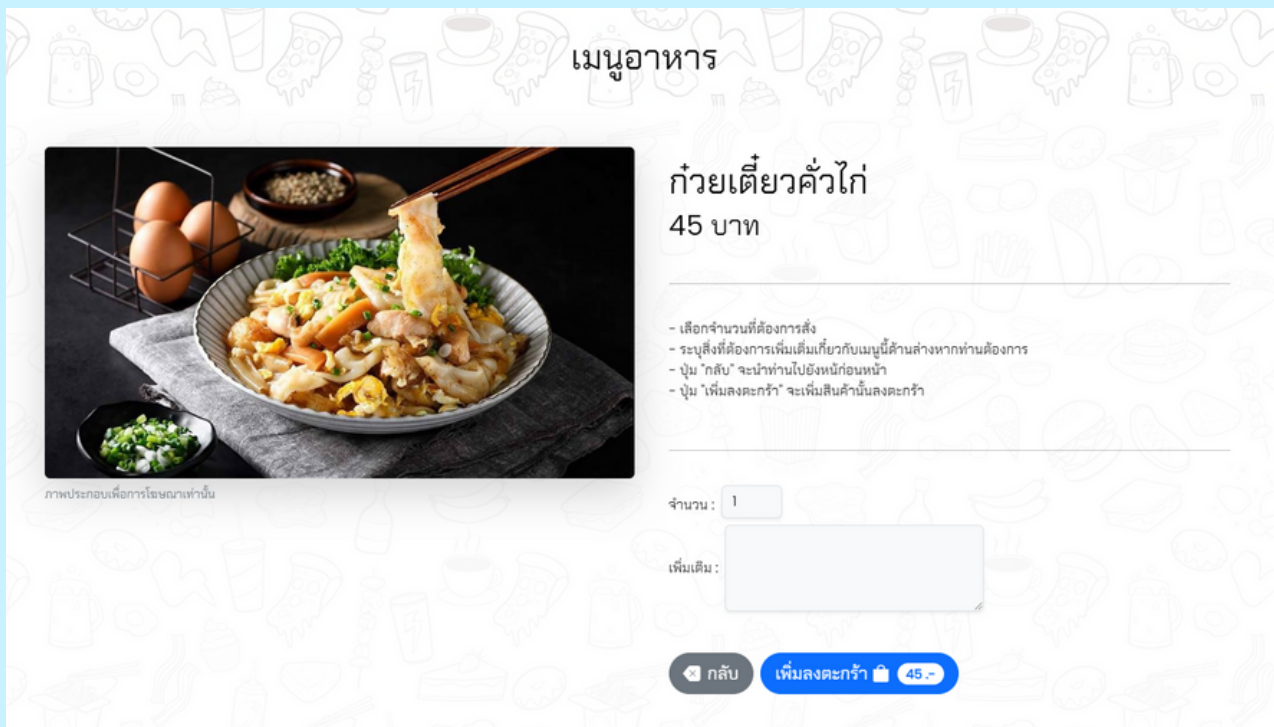 เมนูอาหาร
ก๋วยเตี๋ยวคั่วไก่
45 บาท
- เลือกจำนวนที่ต้องการสั่ง
- ระบุสิ่งที่ต้องการเพิ่มเติ่มเกี่ยวกับเมนูนี้ด้านล่างหากท่านต้องการ
- ปุ่ม "กลับ" จะนำท่านไปยังหน้ก่อนหน้า
- ปุ่ม "เพิ่มลงตะกร้า" จะเพิ่มสินค้านั้นลงตะกร้า
ภาพประกอบเพื่อการโฆษณาเท่านั้น
จำนวน : 1
เพิ่มเติม :
กลับ เพิ่มลงตะกร้า 45.-